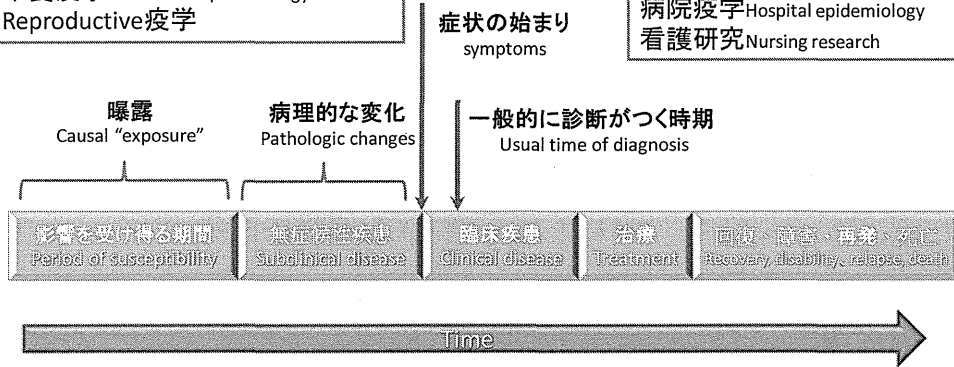 Reproductive疫学
症状の始まり
symptoms
病院疫学Hospital epidemiology
看護研究Nursing research
曝露
Causal “exposure”
病理的な変化
Pathologic changes
一般的に診断がつく時期
Usual time of diagnosis
影響を受け得る期間
Period of susceptibility
無症候性疾患
Subclinical disease
臨床疾患
Clinical disease
治療
Treatment
回復、障害、再発、死亡
Recovery, disability, relapse, death
Time